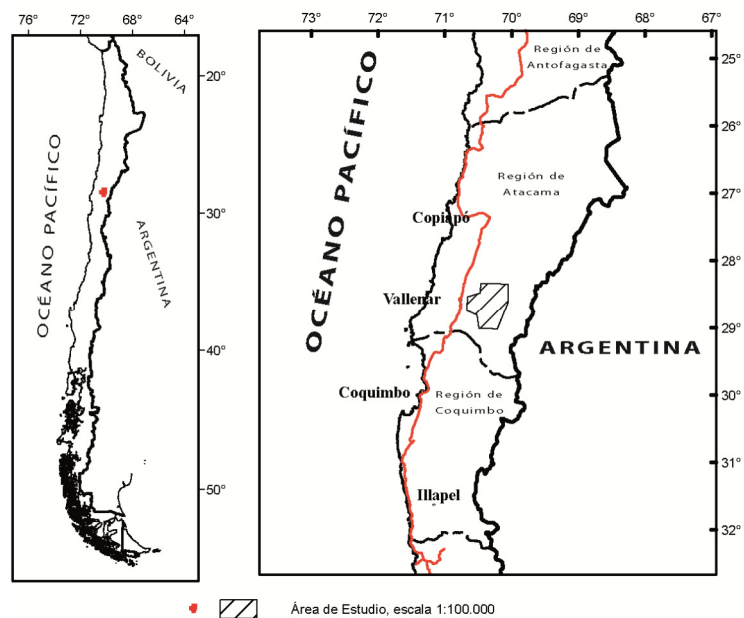 76° 72° 68° 64°
BOLIVIA
20°
OCÉANO PACÍFICO
30°
ARGENTINA
40°
50°
73° 72° 71° 70° 69° 68° 67°
Región de
Antofagasta
25°
OCÉANO PACÍFICO
26°
Región de
Atacama
27°
Copiapó
28°
Vallenar
29°
ARGENTINA
Coquimbo
Región de
Coquimbo
30°
31°
Illapel
32°
Área de Estudio, escala 1:100.000